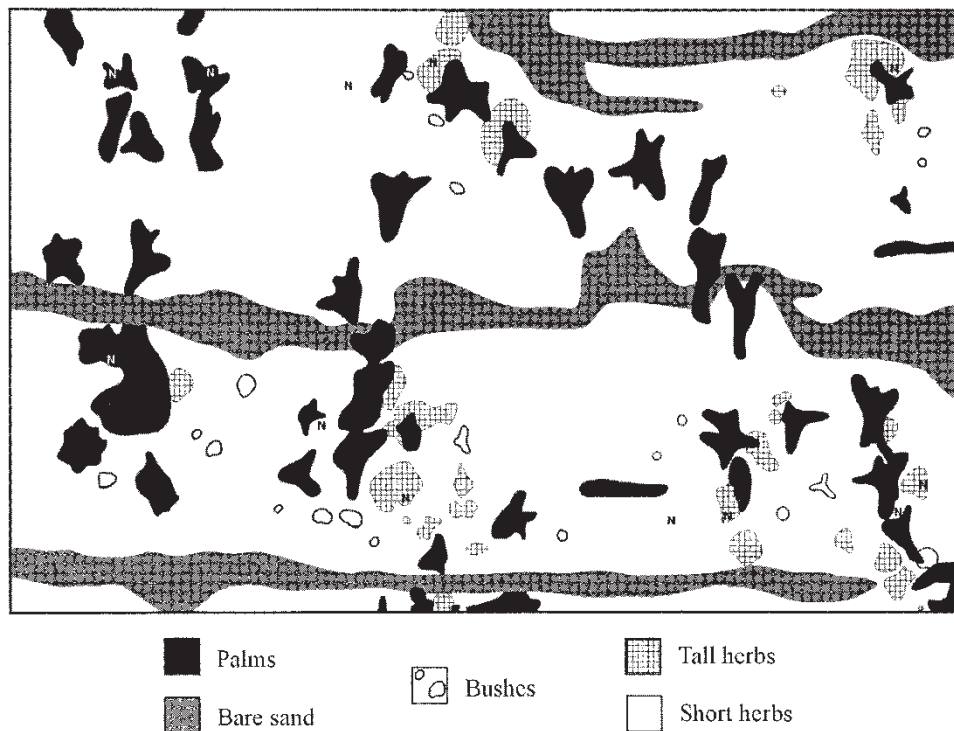 N N N N N
N
N
N N
N N N
Palms
Bushes
Tall herbs
Bare sand
Short herbs